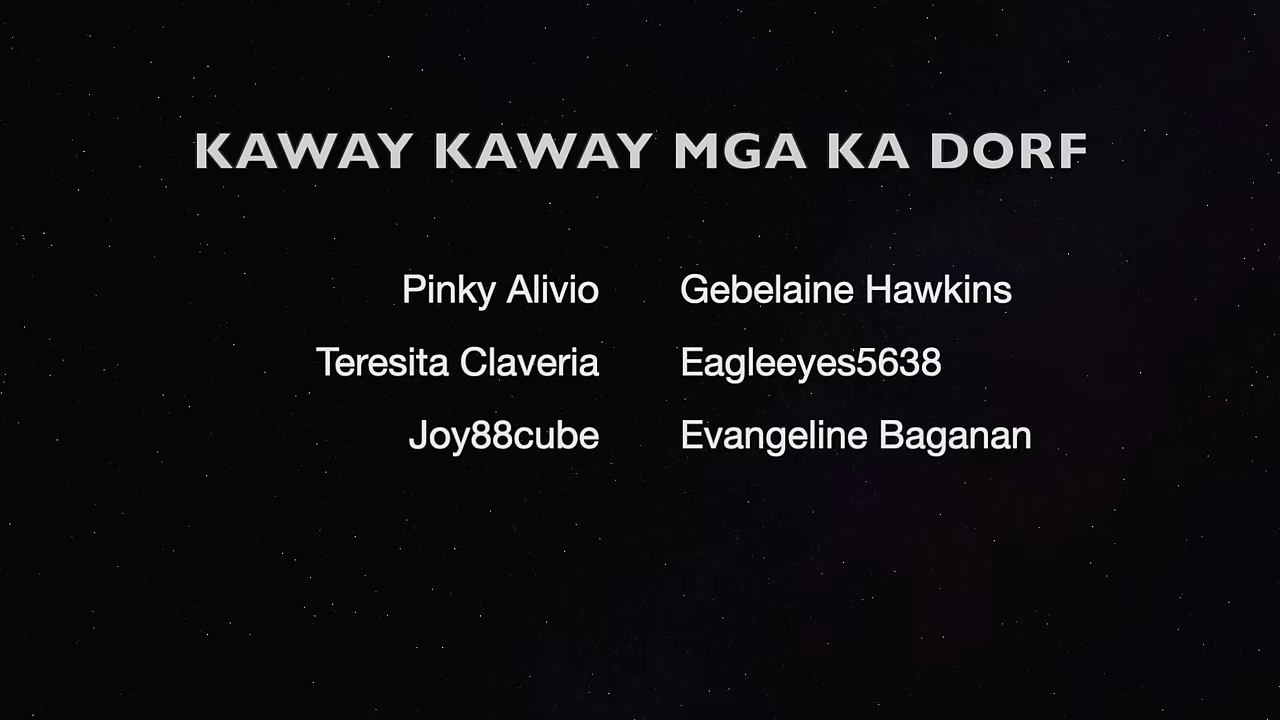 KAWAY KAWAY MGA KA DORF
Pinky Alivio Gebelaine Hawkins
Teresita Claveria Eagleeyes5638
Joy88cube Evangeline Baganan